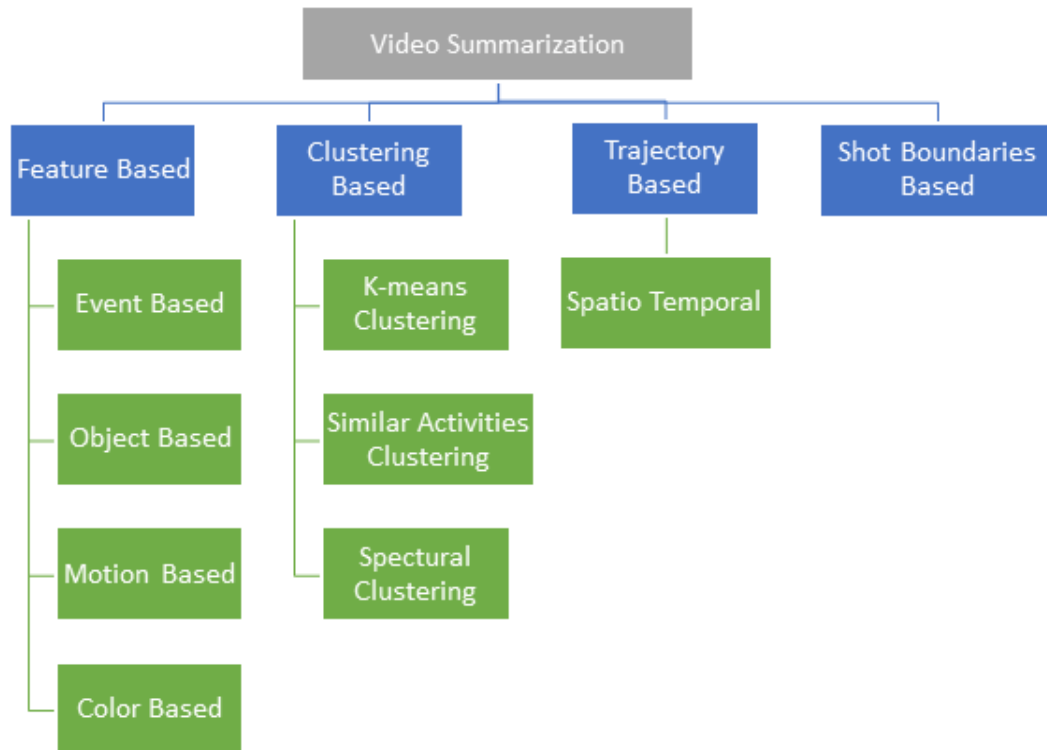 Video Summarization
Feature Based
Clustering
Based
Trajectory
Based
Shot Boundaries
Based
Event Based
Object Based
Motion Based
Color Based
K-means
Clustering
Similar Activities
Clustering
Spectural
Clustering
Spatio Temporal